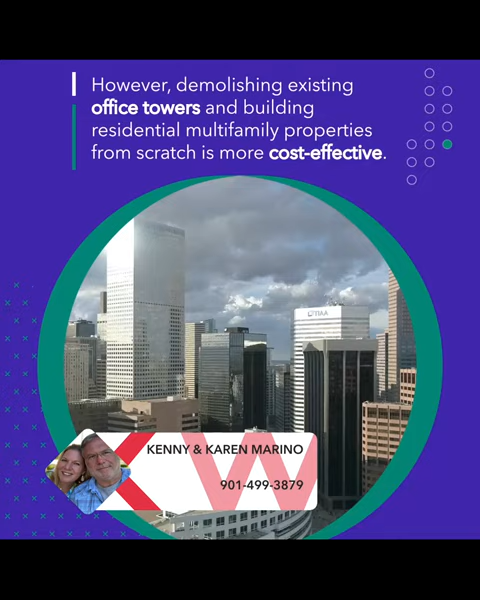 However, demolishing existing
office towers and building
residential multifamily properties
from scratch is more cost-effective.
TIAA
KENNY & KAREN MARINO
KW
901-499-3879